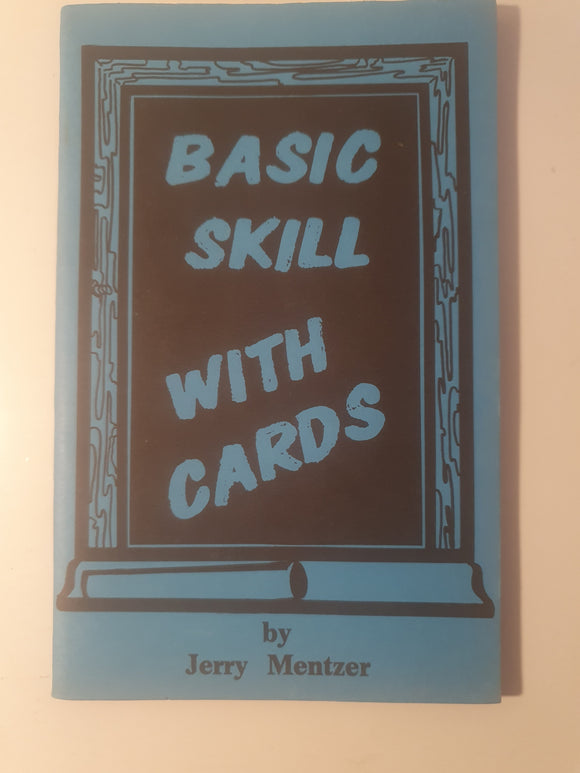 BASIC
SKILL
WITH
CARDS
by
Jerry Mentzer